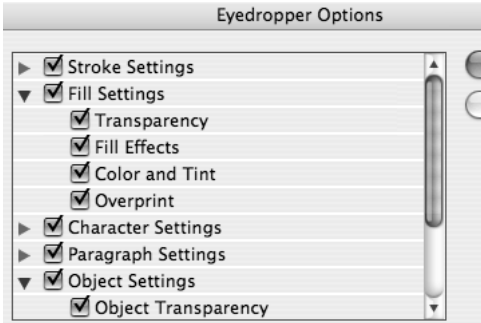 Eyedropper Options
Stroke Settings
Fill Settings
Transparency
Fill Effects
Color and Tint
Overprint
Character Settings
Paragraph Settings
Object Settings
Object Transparency